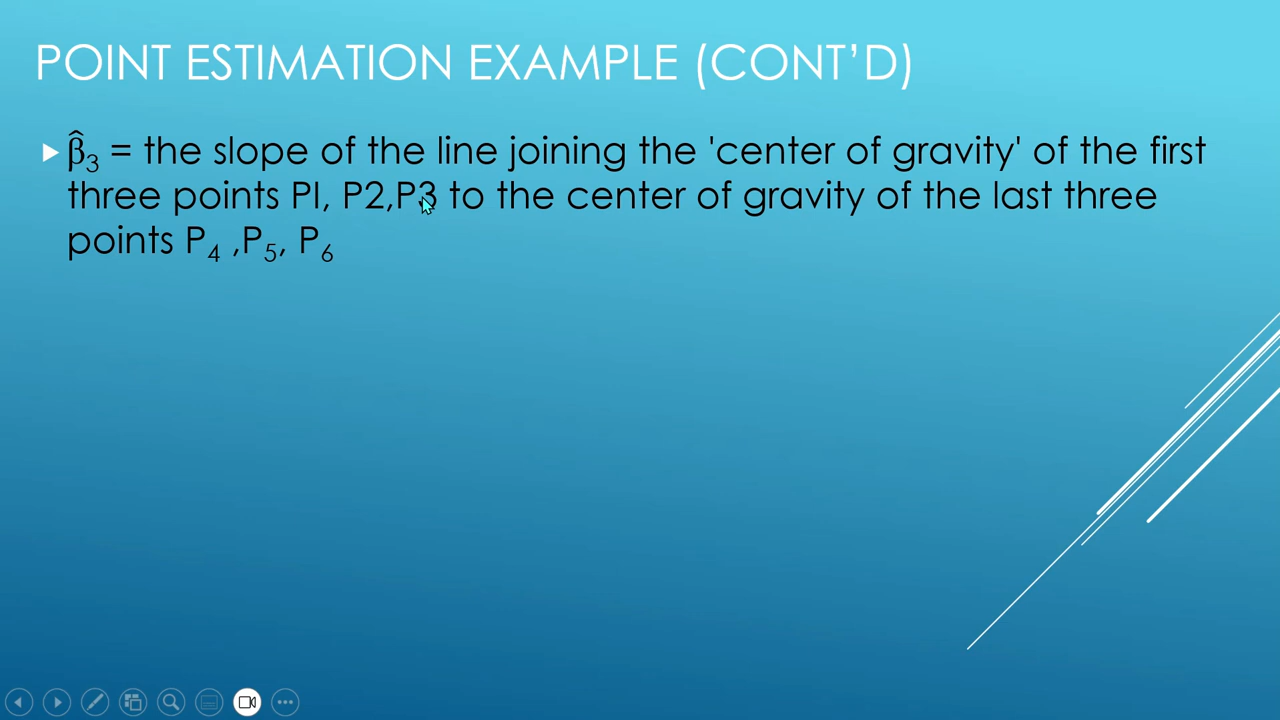 POINT ESTIMATION EXAMPLE (CONT'D)
β̂₃ = the slope of the line joining the 'center of gravity' of the first
three points PI, P2,P3 to the center of gravity of the last three
points P₄ ,P₅, P₆